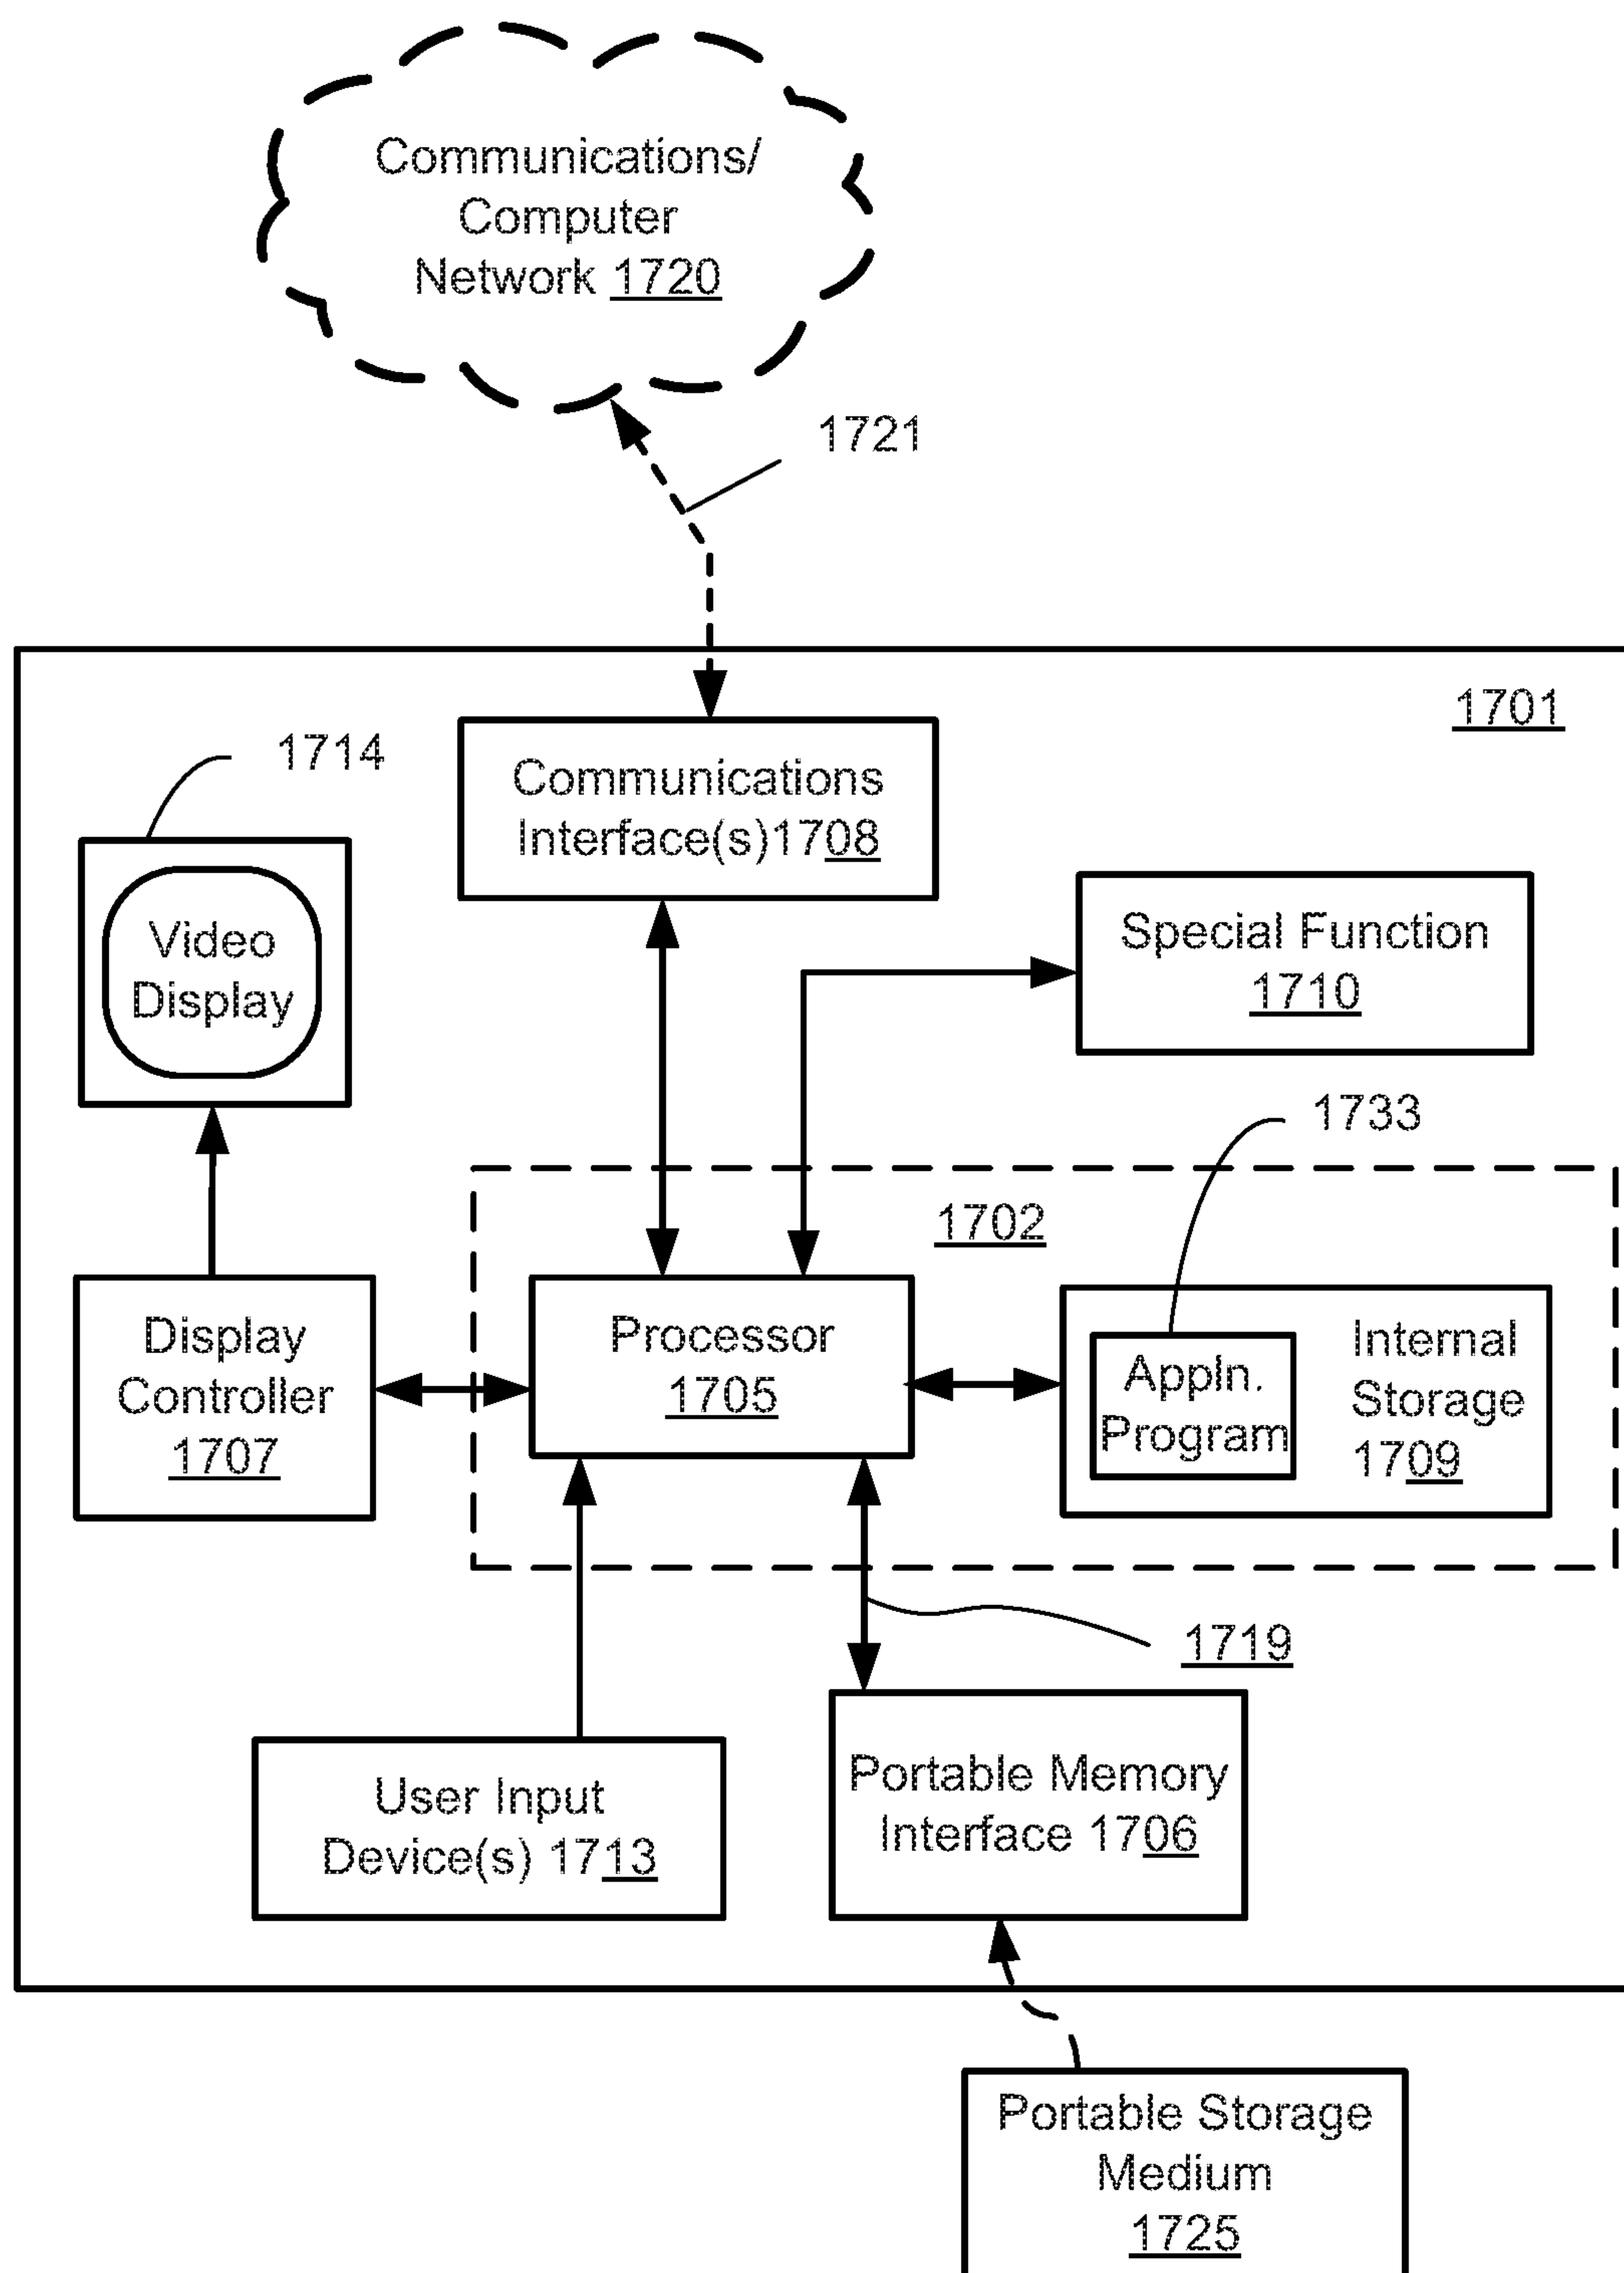 Communications/
Computer
Network 1720
1721
1701
1714
Communications
Interface(s)1708
Video
Display
Special Function
1710
1733
1702
Display
Controller
1707
Processor
1705
Appln.
Program
Internal
Storage
1709
1719
User Input
Device(s) 1713
Portable Memory
Interface 1706
Portable Storage
Medium
1725